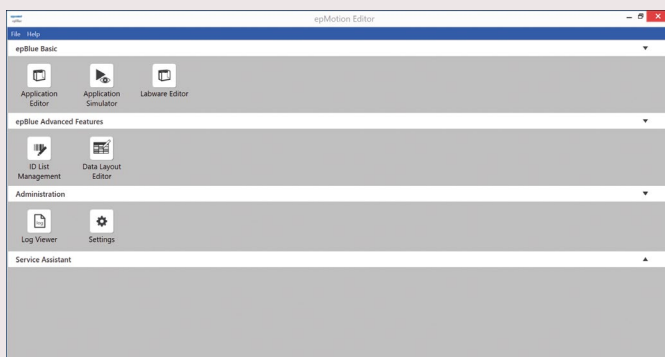 epMotion Editor
File Help
epBlue Basic
Application
Editor
Application
Simulator
Labware Editor
epBlue Advanced Features
ID List
Management
Data Layout
Editor
Administration
log
Log Viewer
Settings
Service Assistant